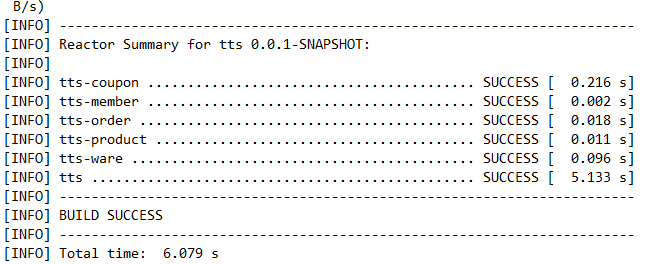 B/s)
[INFO] ------------------------------------------------------------------------
[INFO] Reactor Summary for tts 0.0.1-SNAPSHOT:
[INFO]
[INFO] tts-coupon ......................................... SUCCESS [  0.216 s]
[INFO] tts-member ......................................... SUCCESS [  0.002 s]
[INFO] tts-order .......................................... SUCCESS [  0.018 s]
[INFO] tts-product ........................................ SUCCESS [  0.011 s]
[INFO] tts-ware ........................................... SUCCESS [  0.096 s]
[INFO] tts ................................................ SUCCESS [  5.133 s]
[INFO] ------------------------------------------------------------------------
[INFO] BUILD SUCCESS
[INFO] ------------------------------------------------------------------------
[INFO] Total time:  6.079 s